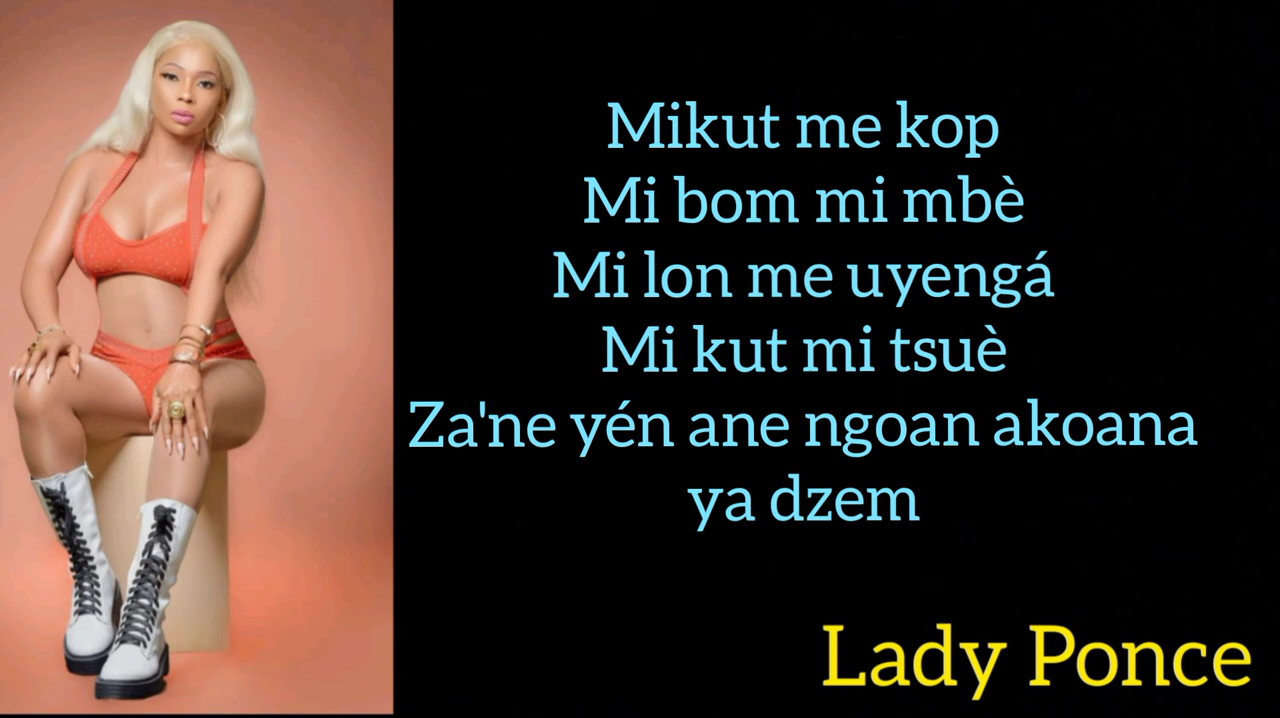 Mikut me kop
Mi bom mi mbè
Mi lon me uyengá
Mi kut mi tsuè
Za'ne yén ane ngoan akoana
ya dzem
Lady Ponce